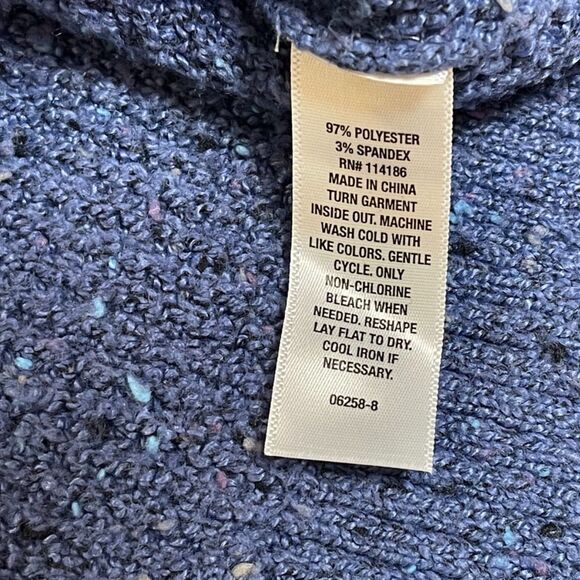 97% POLYESTER
3% SPANDEX
RN# 114186
MADE IN CHINA
TURN GARMENT
INSIDE OUT. MACHINE
WASH COLD WITH
LIKE COLORS. GENTLE
CYCLE. ONLY
NON-CHLORINE
BLEACH WHEN
NEEDED. RESHAPE
LAY FLAT TO DRY.
COOL IRON IF
NECESSARY.
06258-8